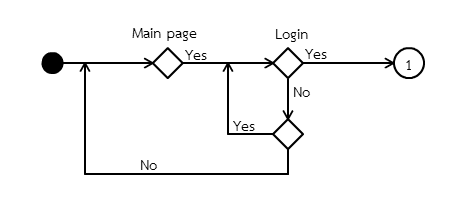 Main page
Login
Yes
Yes
1
No
Yes
No